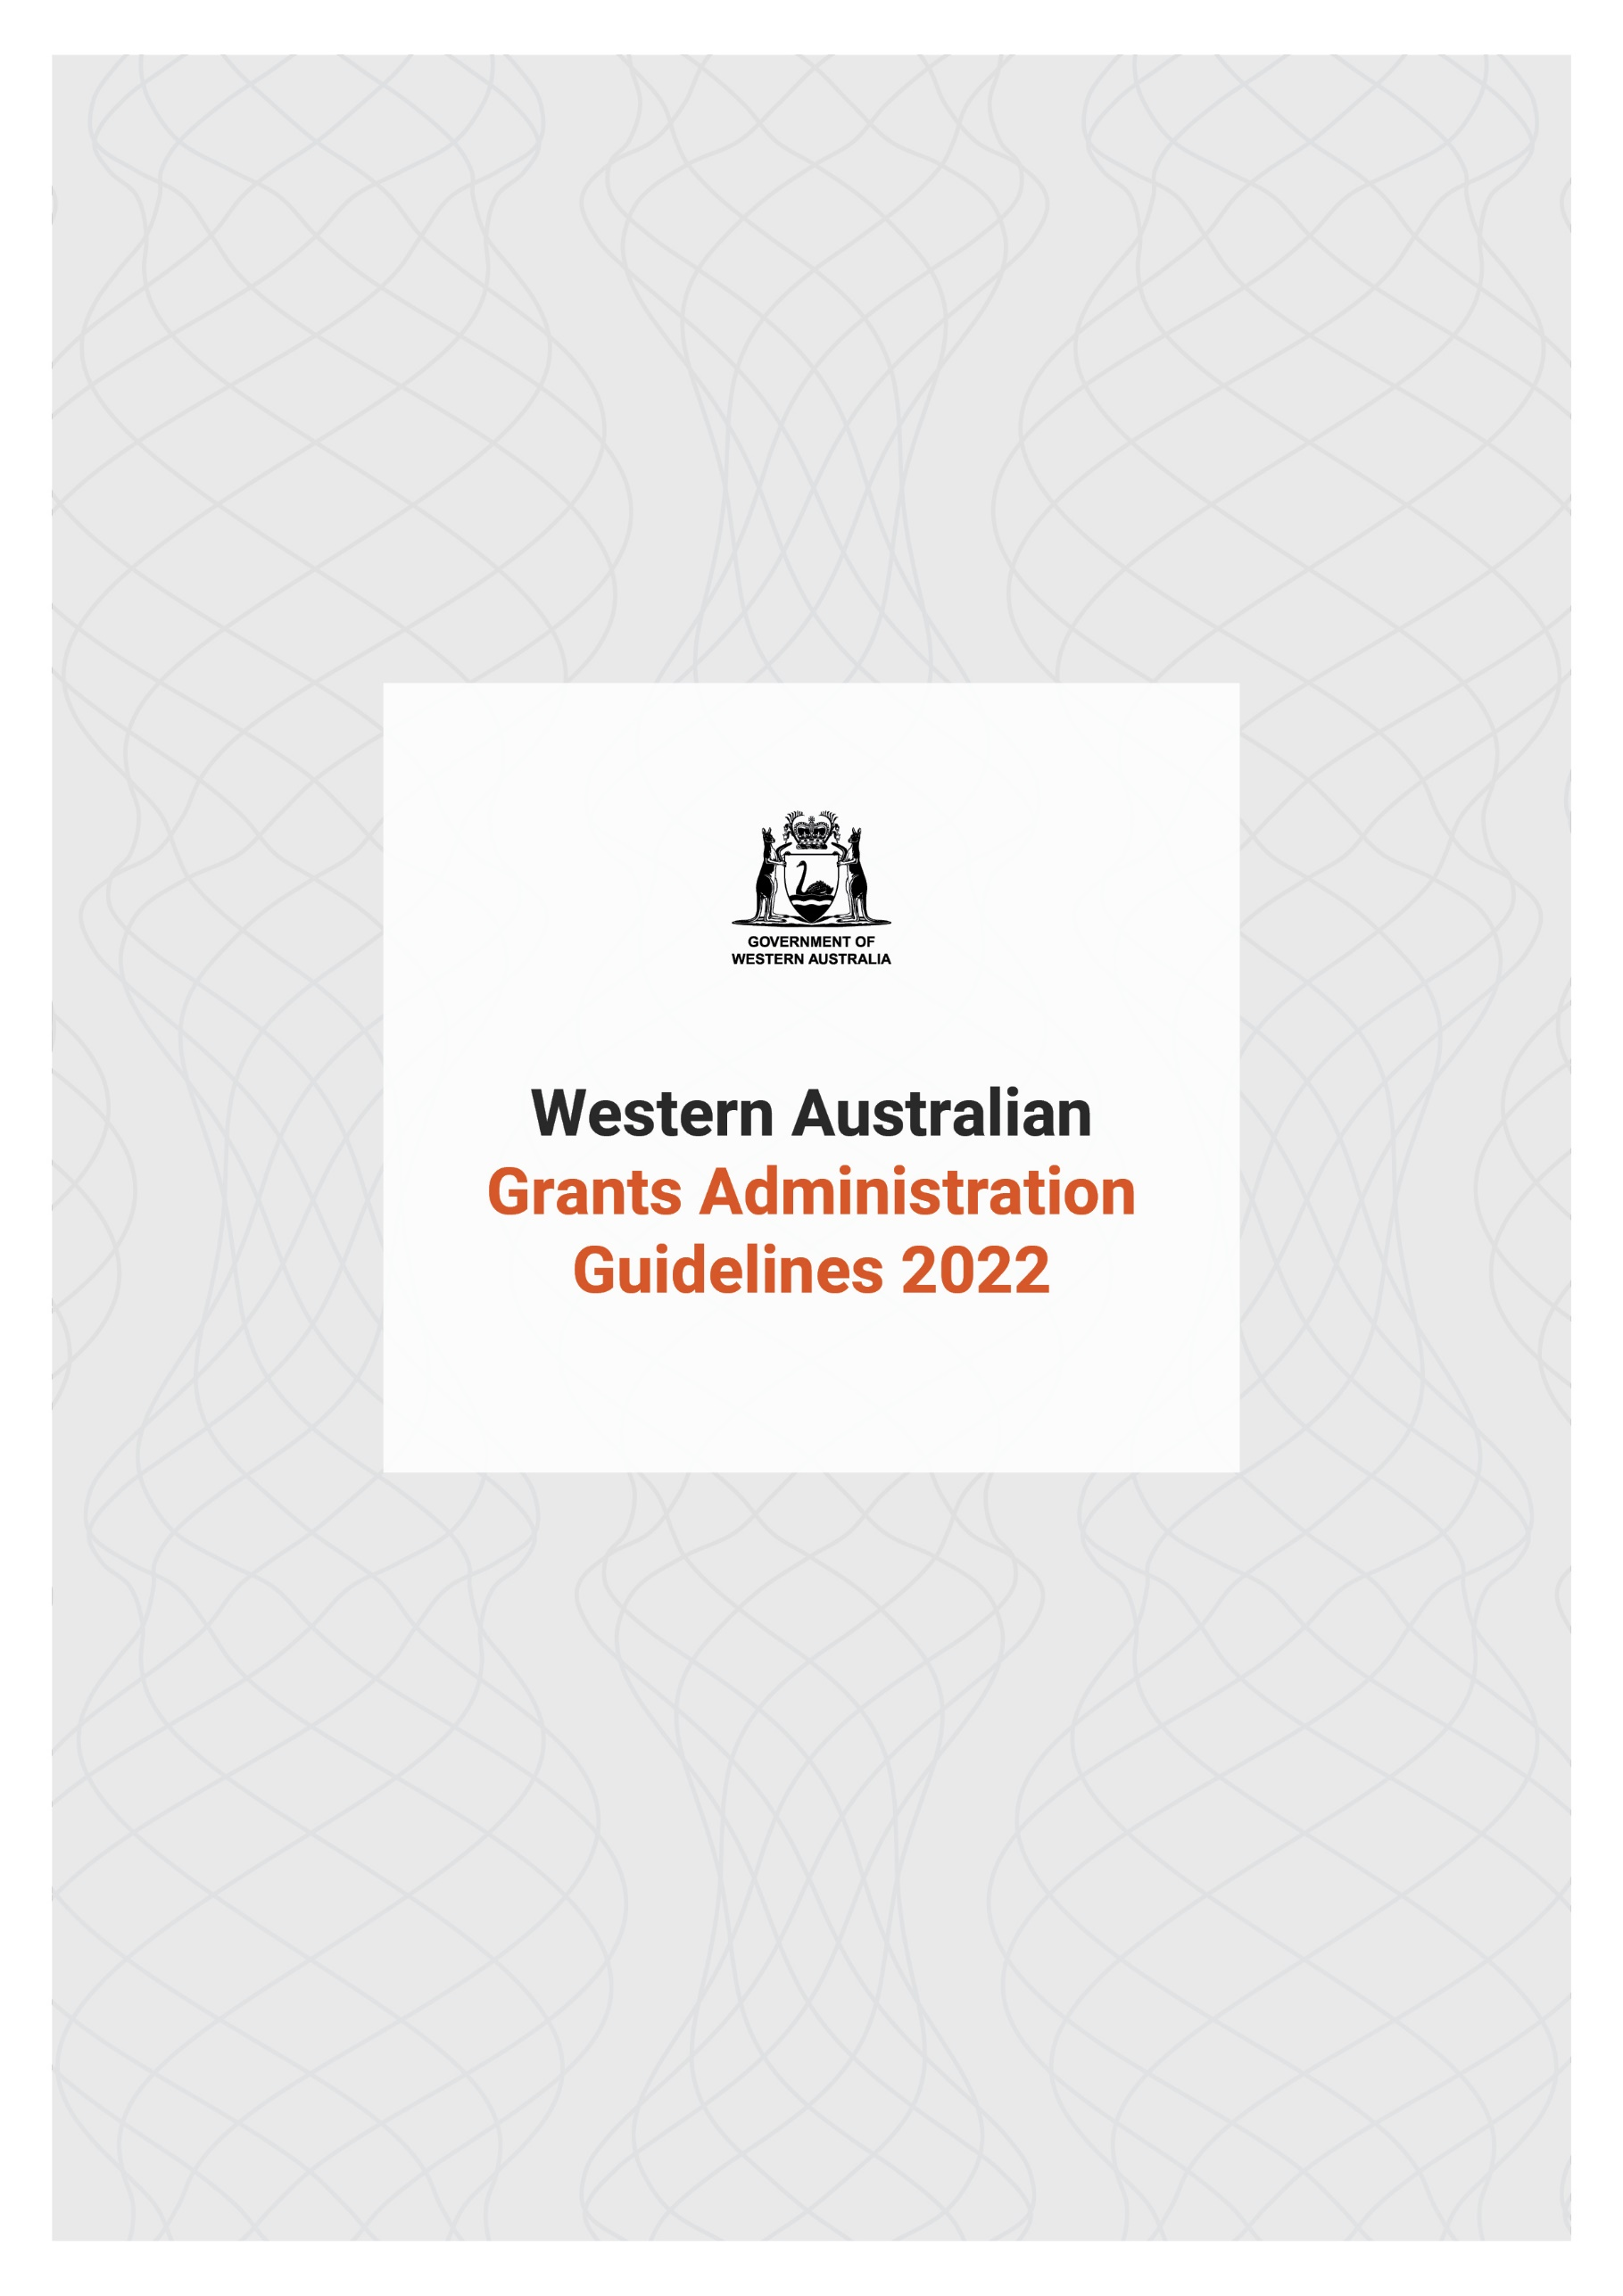 GOVERNMENT OF
WESTERN AUSTRALIA
Western Australian
Grants Administration
Guidelines 2022